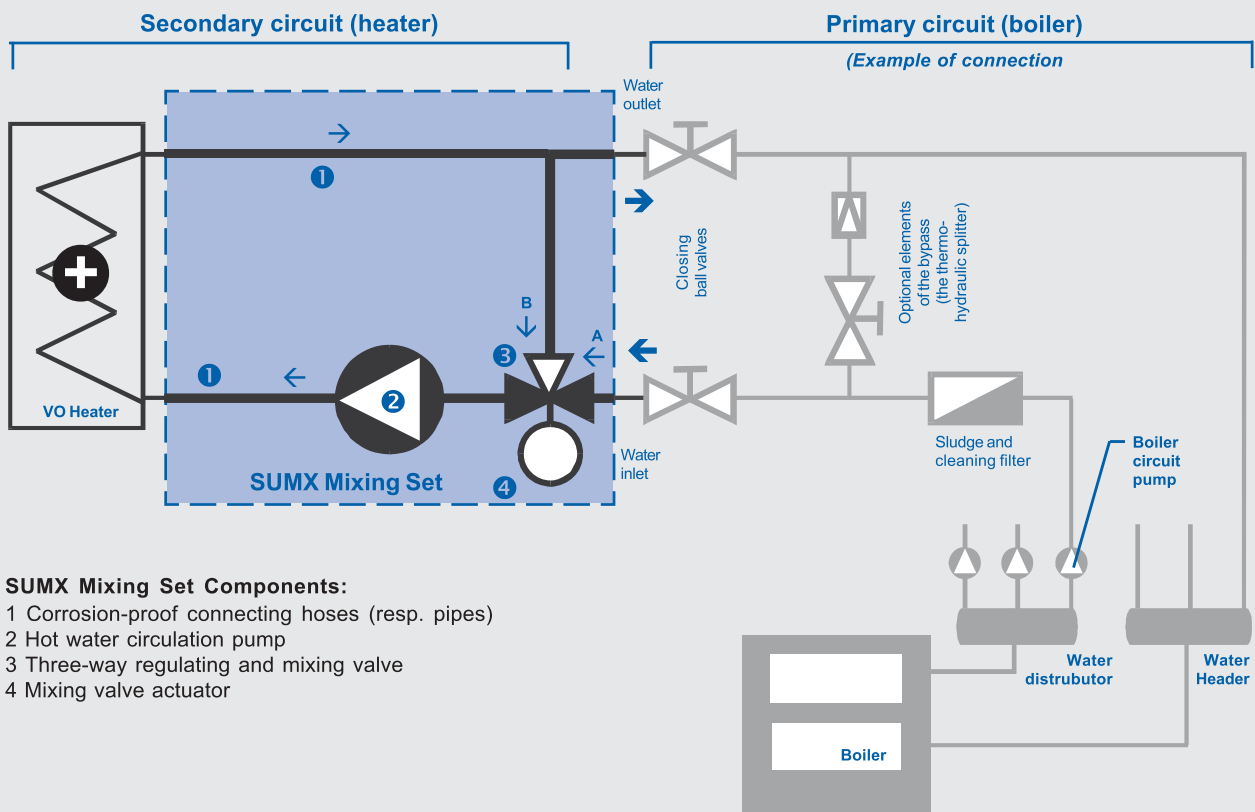 Secondary circuit (heater)
Primary circuit (boiler)
(Example of connection
Water
outlet
1
Closing
ball valves
Optional elements
of the bypass
(the thermo-
hydraulic splitter)
B
A
3
1
2
VO Heater
SUMX Mixing Set
4
Water
inlet
Sludge and
cleaning filter
Boiler
circuit
pump
SUMX Mixing Set Components:
1 Corrosion-proof connecting hoses (resp. pipes)
2 Hot water circulation pump
3 Three-way regulating and mixing valve
4 Mixing valve actuator
Water
distrubutor
Water
Header
Boiler